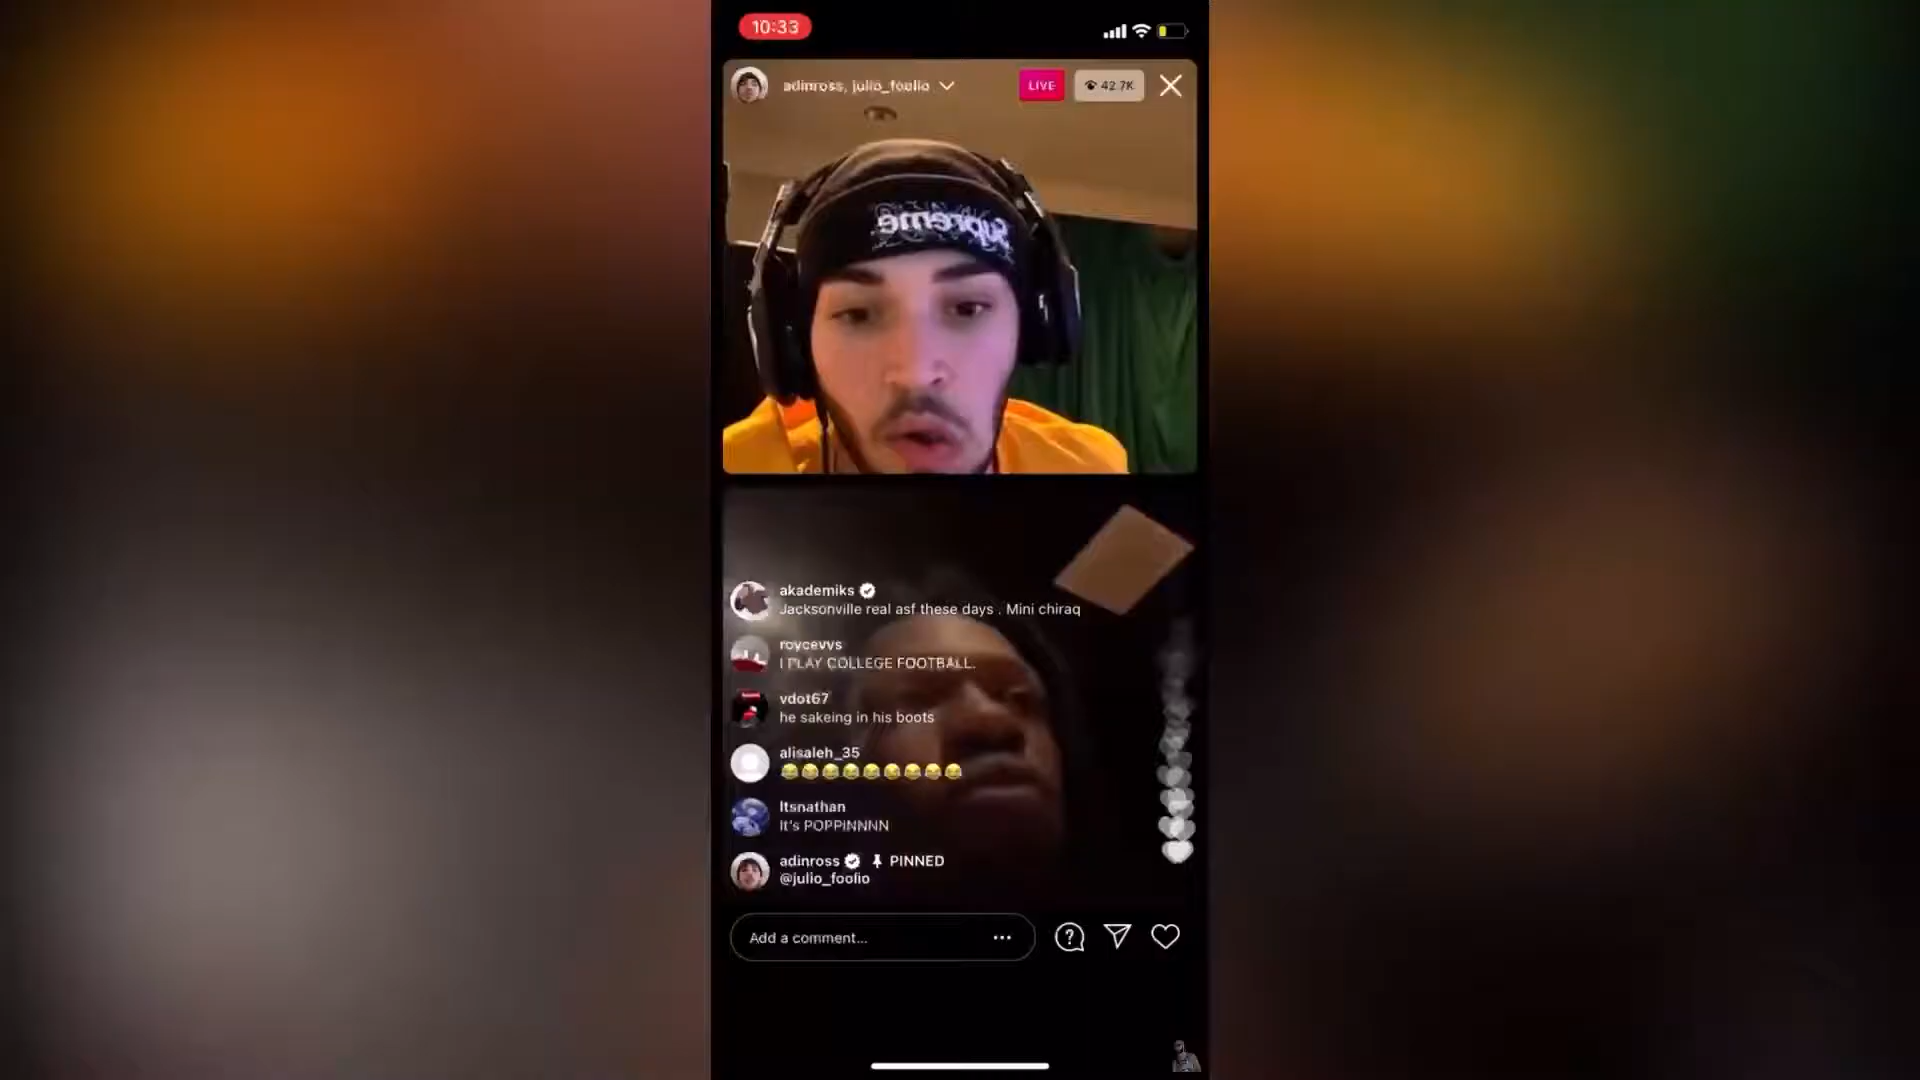 10:33
adinross, julio_foolio
LIVE
42.7K
Supreme
akademiks
Jacksonville real asf these days . Mini chiraq
roycevvs
I PLAY COLLEGE FOOTBALL.
vdot67
he sakeing in his boots
alisaleh_35
😂😂😂😂😂😂😂😂😂
Itsnathan
It's POPPINNNN
adinross PINNED
@julio_foolio
Add a comment...